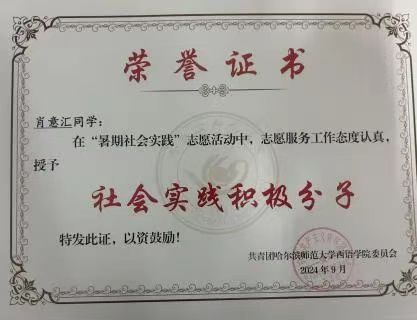 荣誉证书
肖意汇同学：
在“暑期社会实践”志愿活动中，志愿服务工作态度认真，
授予
社会实践积极分子
特发此证，以资鼓励！
共青团哈尔滨师范大学西语学院委员会
2024年9月